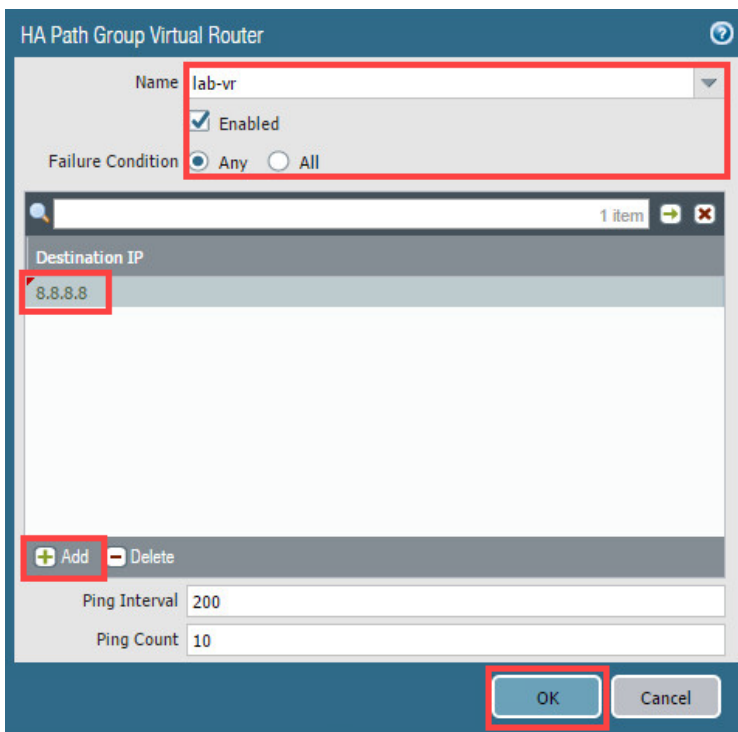 HA Path Group Virtual Router
Name lab-vr
Enabled
Failure Condition Any All
1 item
Destination IP
8.8.8.8
Add Delete
Ping Interval 200
Ping Count 10
OK Cancel